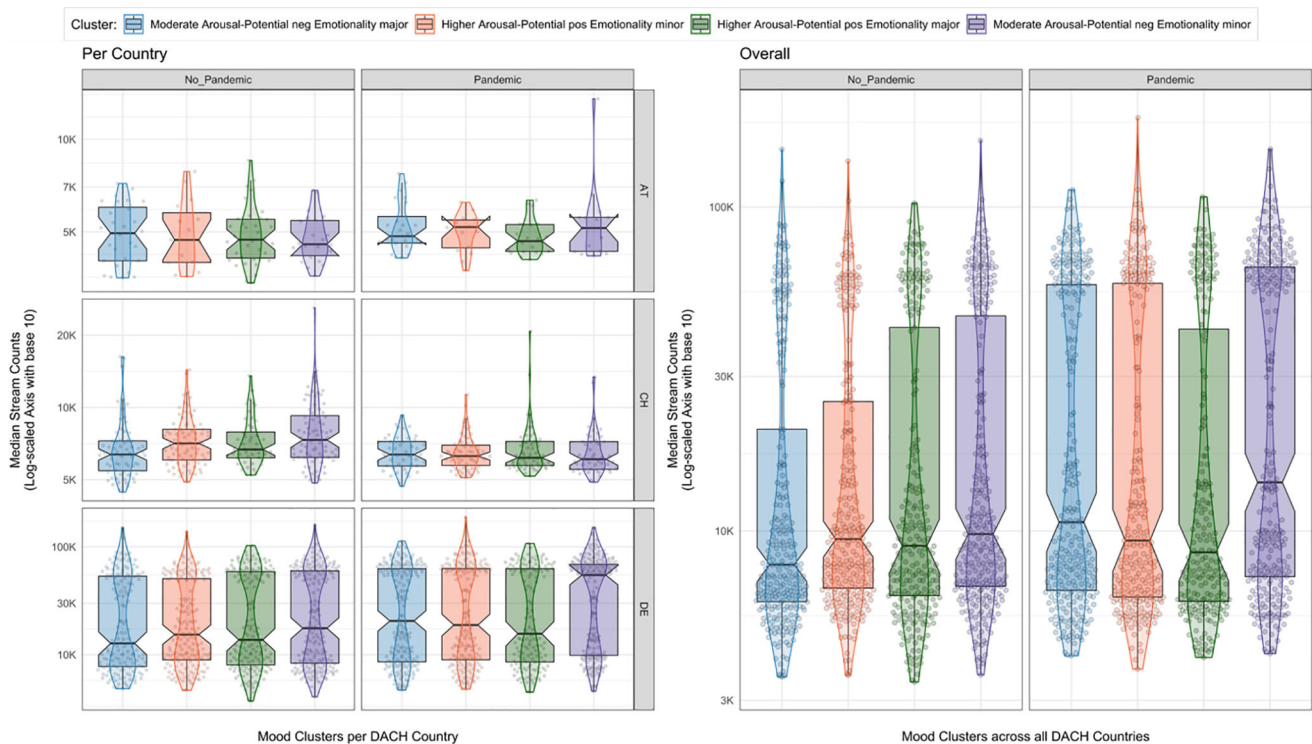 Cluster: Moderate Arousal-Potential neg Emotionality major Higher Arousal-Potential pos Emotionality minor Higher Arousal-Potential pos Emotionality major Moderate Arousal-Potential neg Emotionality minor
Per Country
No_Pandemic Pandemic
Median Stream Counts
(Log-scaled Axis with base 10)
10K
7K
5K
AT
20K
10K
5K
CH
100K
30K
10K
DE
Mood Clusters per DACH Country
Overall
No_Pandemic Pandemic
Median Stream Counts
(Log-scaled Axis with base 10)
100K
30K
10K
3K
Mood Clusters across all DACH Countries